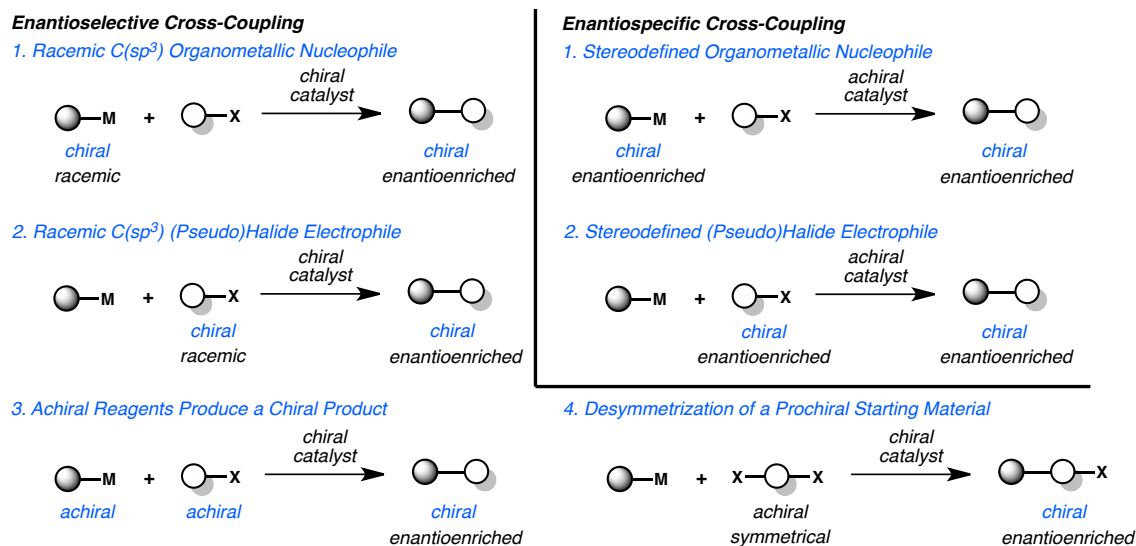 Enantioselective Cross-Coupling
1. Racemic C(sp³) Organometallic Nucleophile
M + X
chiral
catalyst
chiral
racemic
chiral
enantioenriched
2. Racemic C(sp³) (Pseudo)Halide Electrophile
M + X
chiral
catalyst
chiral
racemic
chiral
enantioenriched
3. Achiral Reagents Produce a Chiral Product
M + X
chiral
catalyst
achiral
achiral
chiral
enantioenriched
Enantiospecific Cross-Coupling
1. Stereodefined Organometallic Nucleophile
M + X
achiral
catalyst
chiral
enantioenriched
chiral
enantioenriched
2. Stereodefined (Pseudo)Halide Electrophile
M + X
achiral
catalyst
chiral
enantioenriched
chiral
enantioenriched
4. Desymmetrization of a Prochiral Starting Material
M + X X
chiral
catalyst
X
achiral
symmetrical
chiral
enantioenriched